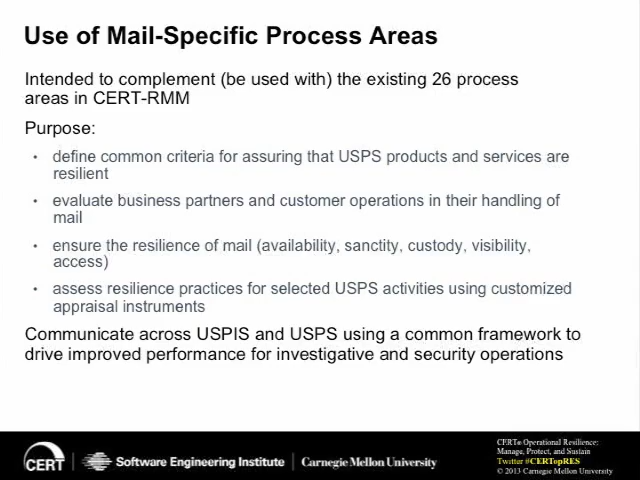 Use of Mail-Specific Process Areas
Intended to complement (be used with) the existing 26 process
areas in CERT-RMM
Purpose:
• define common criteria for assuring that USPS products and services are
resilient
• evaluate business partners and customer operations in their handling of
mail
• ensure the resilience of mail (availability, sanctity, custody, visibility,
access)
• assess resilience practices for selected USPS activities using customized
appraisal instruments
Communicate across USPIS and USPS using a common framework to
drive improved performance for investigative and security operations
CERT
Software Engineering Institute
Carnegie Mellon University
CERT® Operational Resilience:
Manage, Protect, and Sustain
Twitter #CERTopRES
© 2013 Carnegie Mellon University